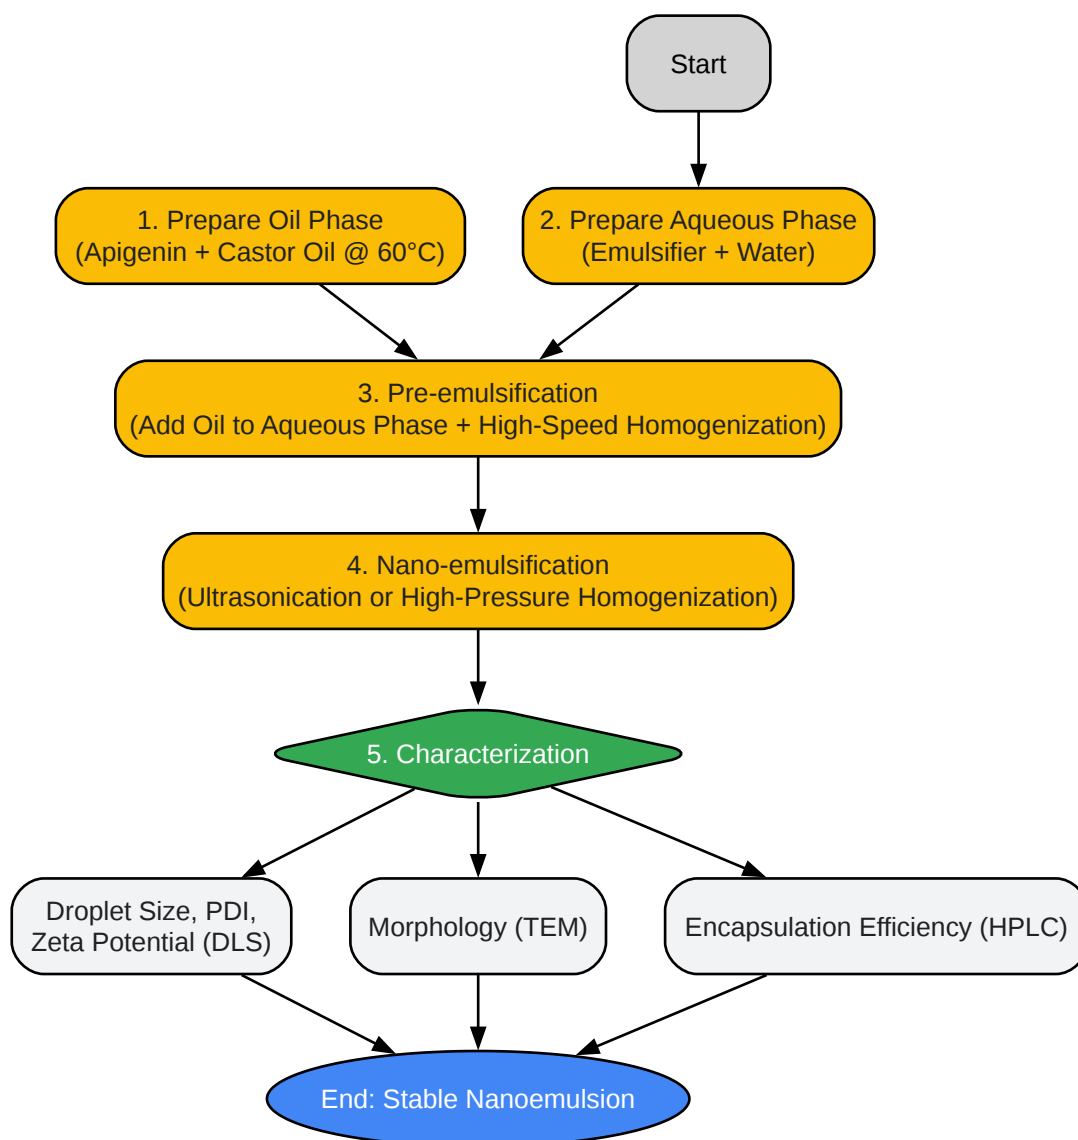 Start
1. Prepare Oil Phase
(Apigenin + Castor Oil @ 60°C)
2. Prepare Aqueous Phase
(Emulsifier + Water)
3. Pre-emulsification
(Add Oil to Aqueous Phase + High-Speed Homogenization)
4. Nano-emulsification
(Ultrasonication or High-Pressure Homogenization)
5. Characterization
Droplet Size, PDI,
Zeta Potential (DLS)
Morphology (TEM)
Encapsulation Efficiency (HPLC)
End: Stable Nanoemulsion